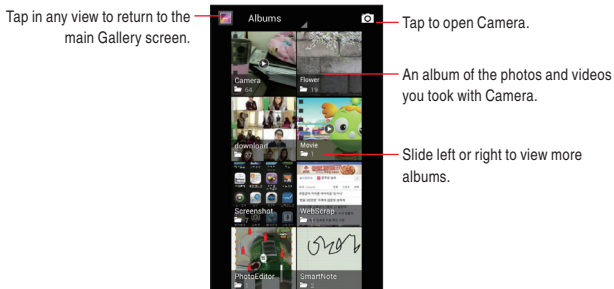 Tap in any view to return to the
main Gallery screen.
Albums
Tap to open Camera.
An album of the photos and videos
you took with Camera.
Slide left or right to view more
albums.
Camera
64
Flower
19
download
Movie
1
Screenshot
7
WebScrap
PhotoEditor
SmartNote
2